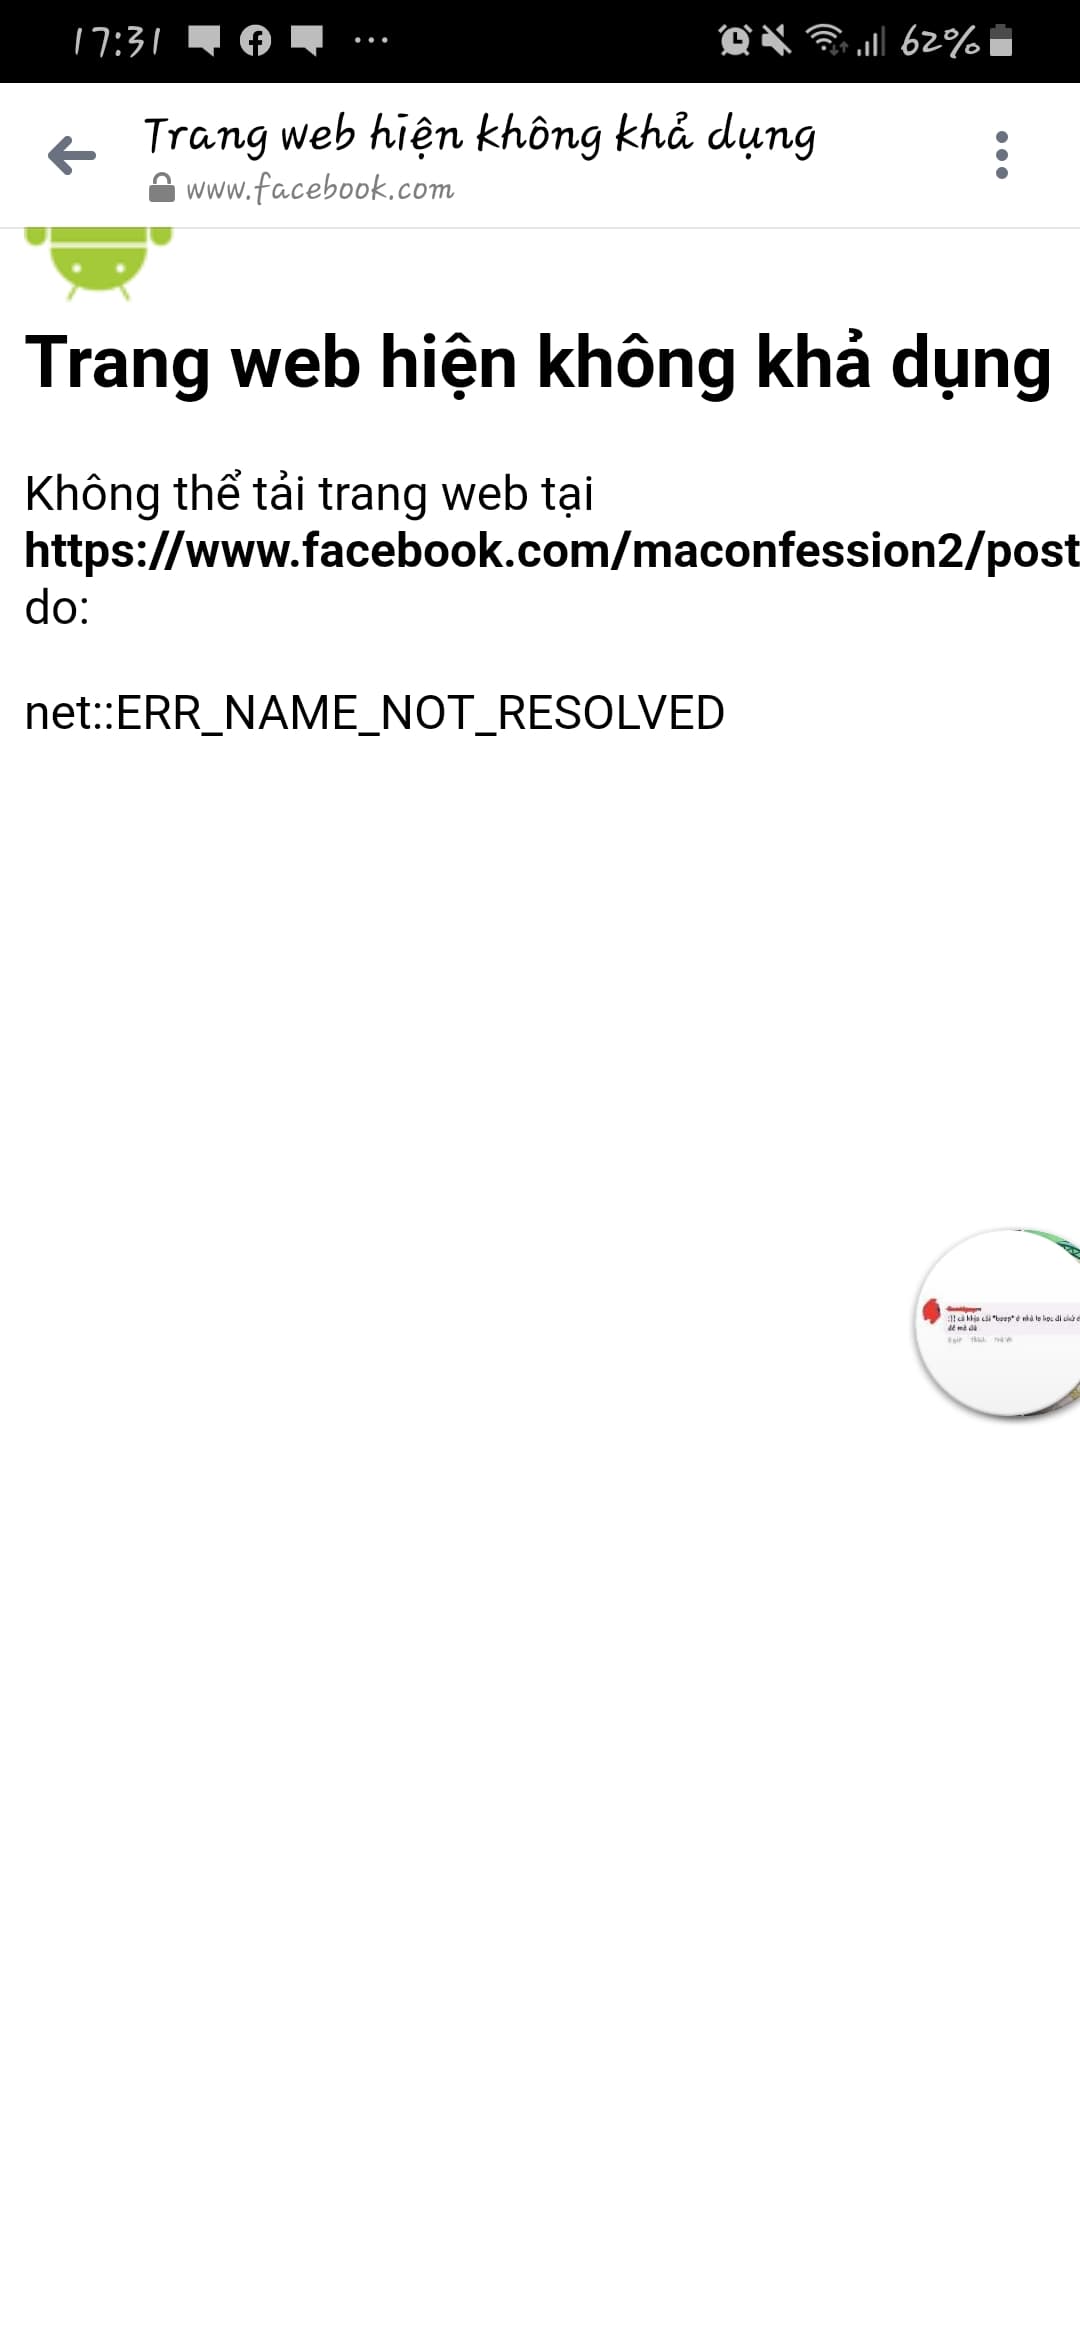 17:31
62%
Trang web hiện không khả dụng
www.facebook.com
Trang web hiện không khả dụng
Không thể tải trang web tại
https://www.facebook.com/maconfession2/post
do:
net::ERR_NAME_NOT_RESOLVED